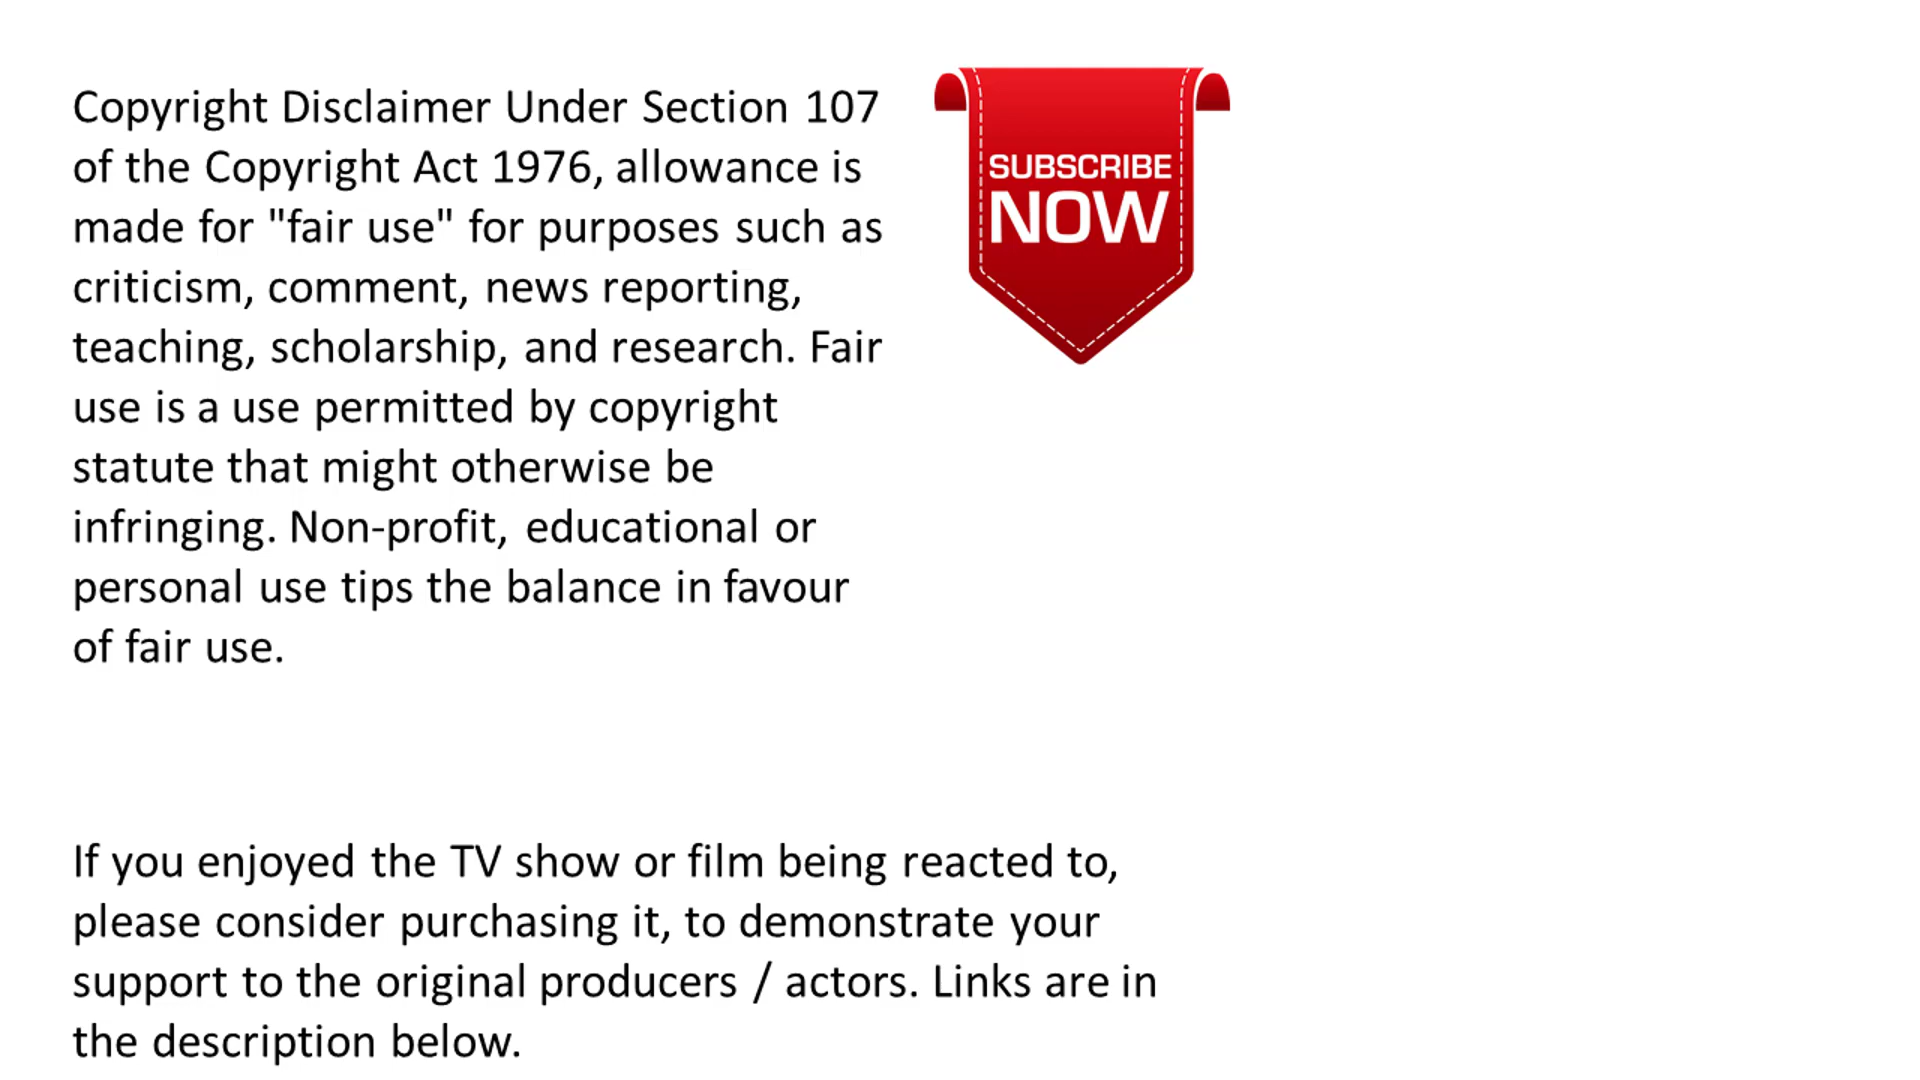 Copyright Disclaimer Under Section 107
of the Copyright Act 1976, allowance is
made for "fair use" for purposes such as
criticism, comment, news reporting,
teaching, scholarship, and research. Fair
use is a use permitted by copyright
statute that might otherwise be
infringing. Non-profit, educational or
personal use tips the balance in favour
of fair use.
SUBSCRIBE
NOW
If you enjoyed the TV show or film being reacted to,
please consider purchasing it, to demonstrate your
support to the original producers / actors. Links are in
the description below.